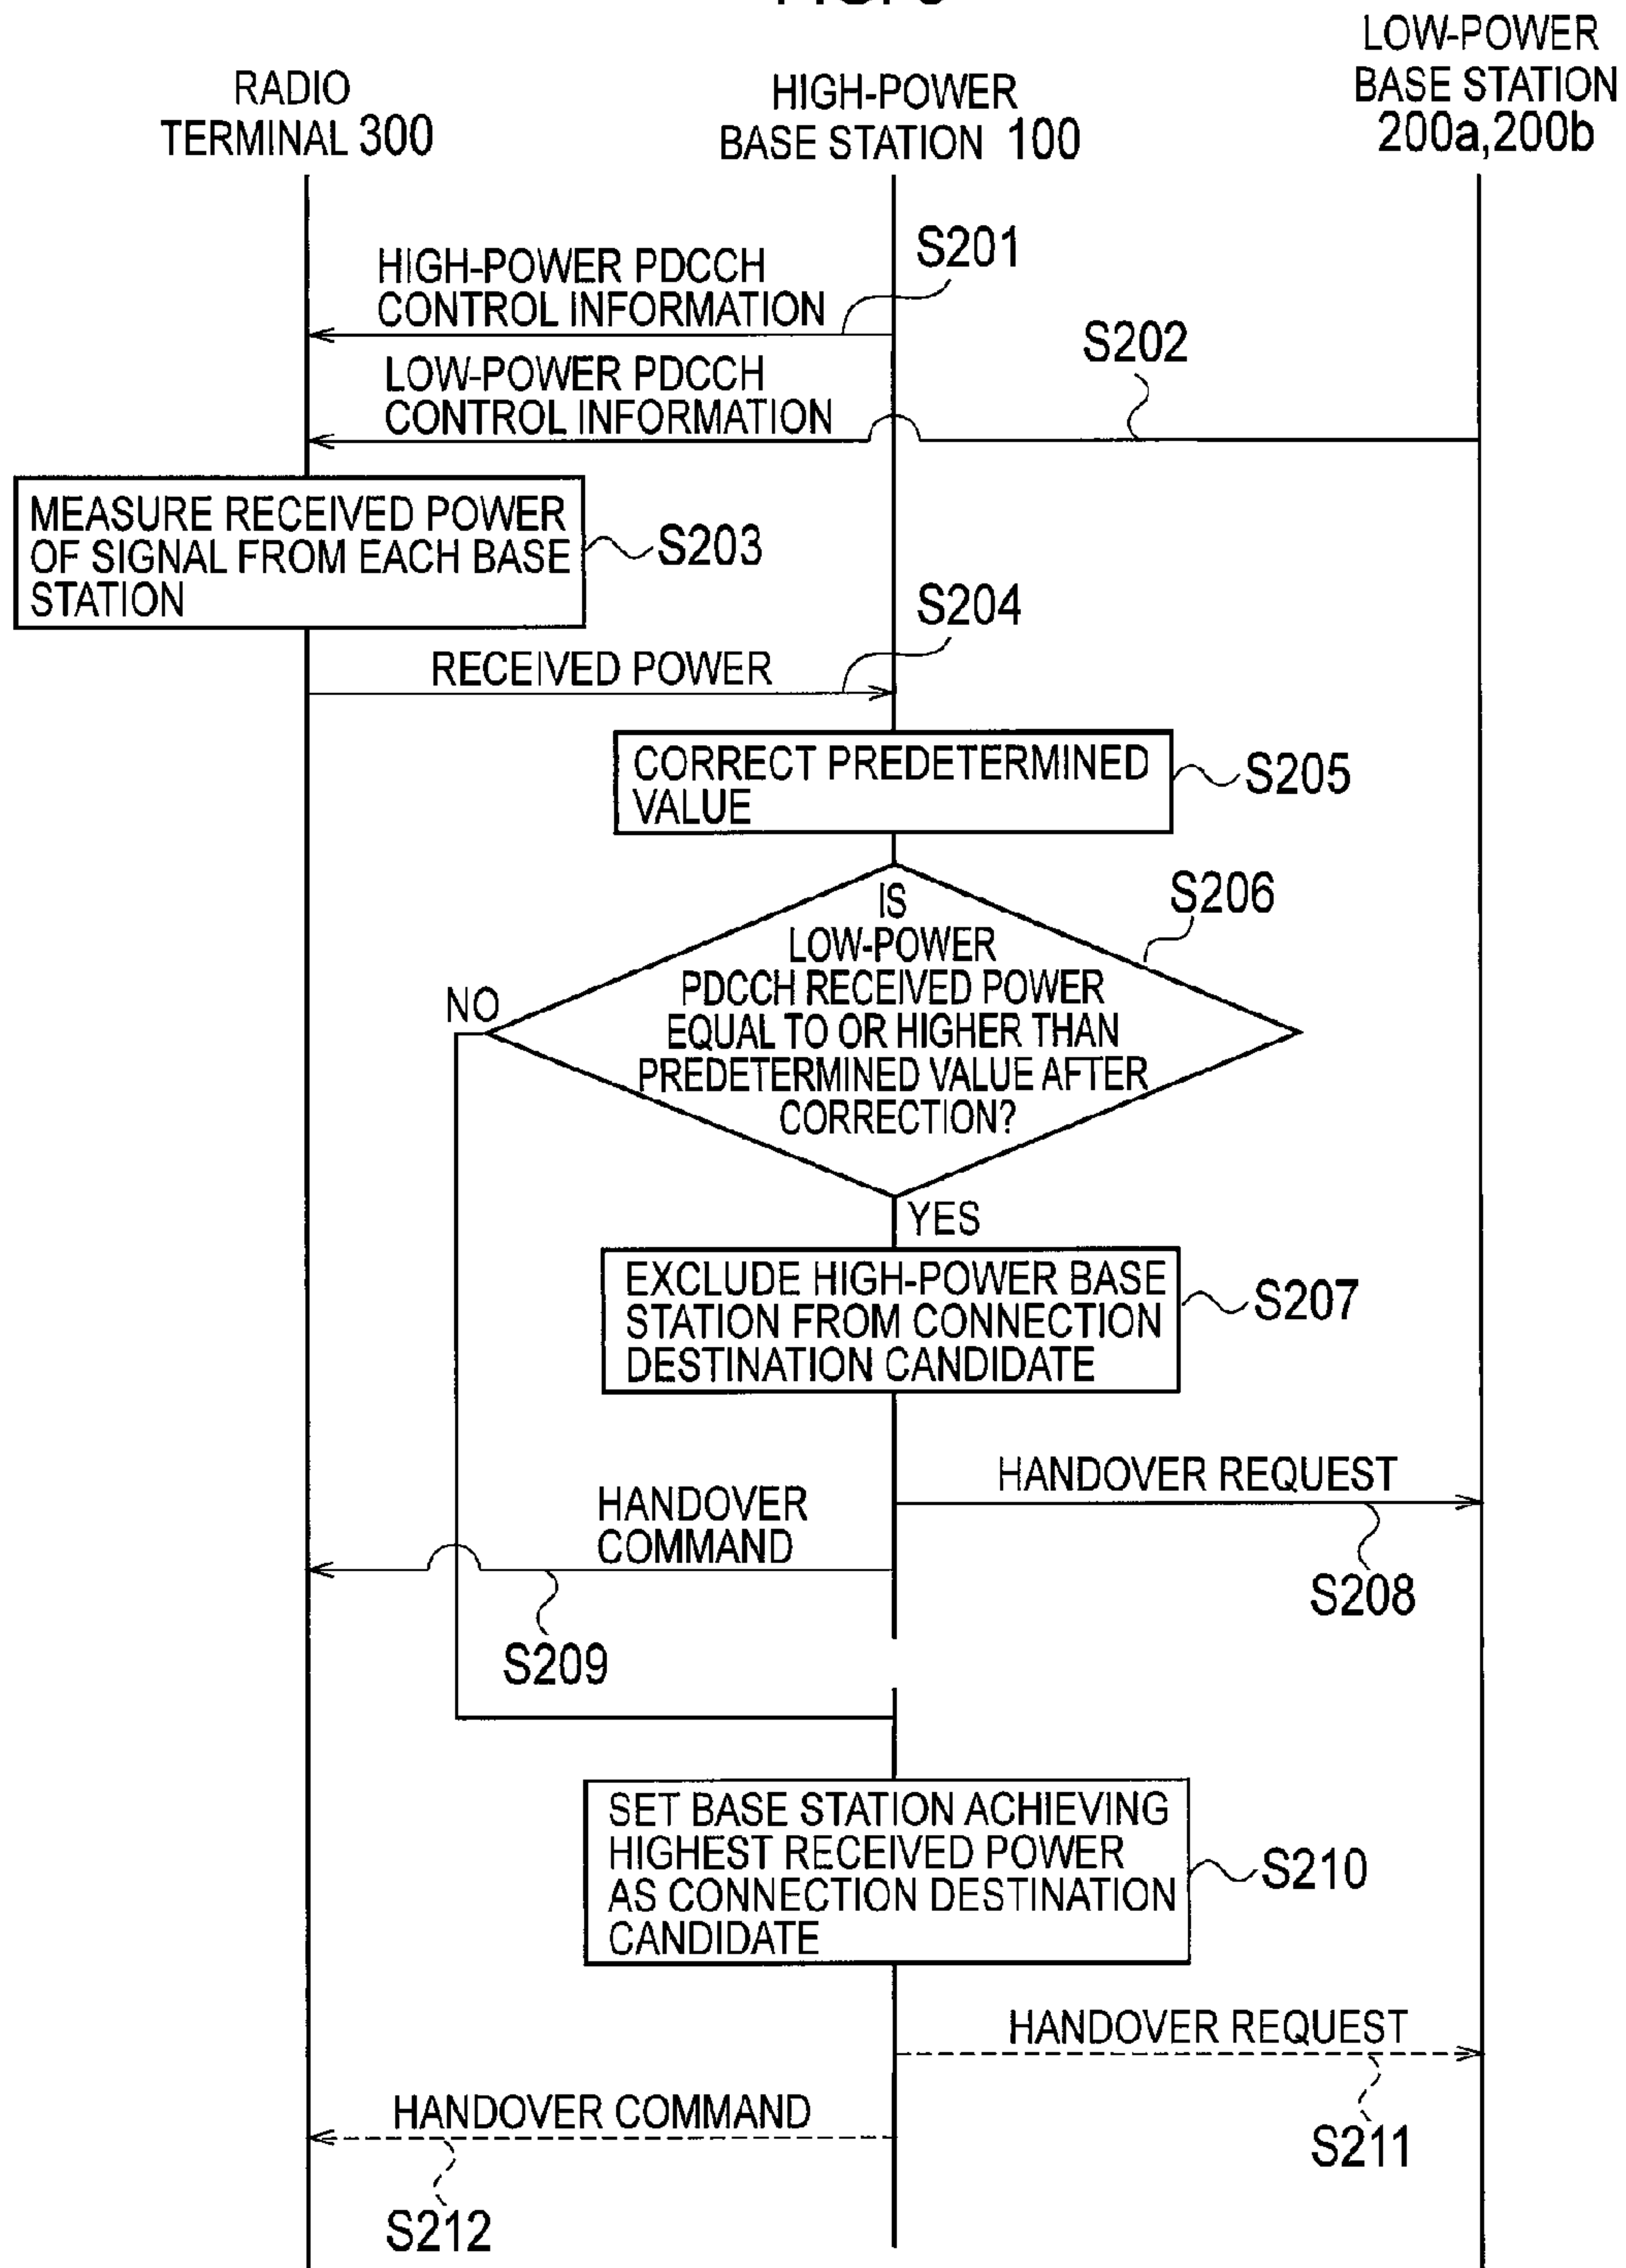 RADIO
TERMINAL 300
HIGH-POWER
BASE STATION 100
LOW-POWER
BASE STATION
200a,200b
S201
HIGH-POWER PDCCH
CONTROL INFORMATION
S202
LOW-POWER PDCCH
CONTROL INFORMATION
MEASURE RECEIVED POWER
OF SIGNAL FROM EACH BASE
STATION
S203
S204
RECEIVED POWER
CORRECT PREDETERMINED
VALUE
S205
IS
LOW-POWER
PDCCH RECEIVED POWER
EQUAL TO OR HIGHER THAN
PREDETERMINED VALUE AFTER
CORRECTION?
S206
NO
YES
EXCLUDE HIGH-POWER BASE
STATION FROM CONNECTION
DESTINATION CANDIDATE
S207
HANDOVER REQUEST
S208
HANDOVER
COMMAND
S209
SET BASE STATION ACHIEVING
HIGHEST RECEIVED POWER
AS CONNECTION DESTINATION
CANDIDATE
S210
HANDOVER REQUEST
S211
HANDOVER COMMAND
S212